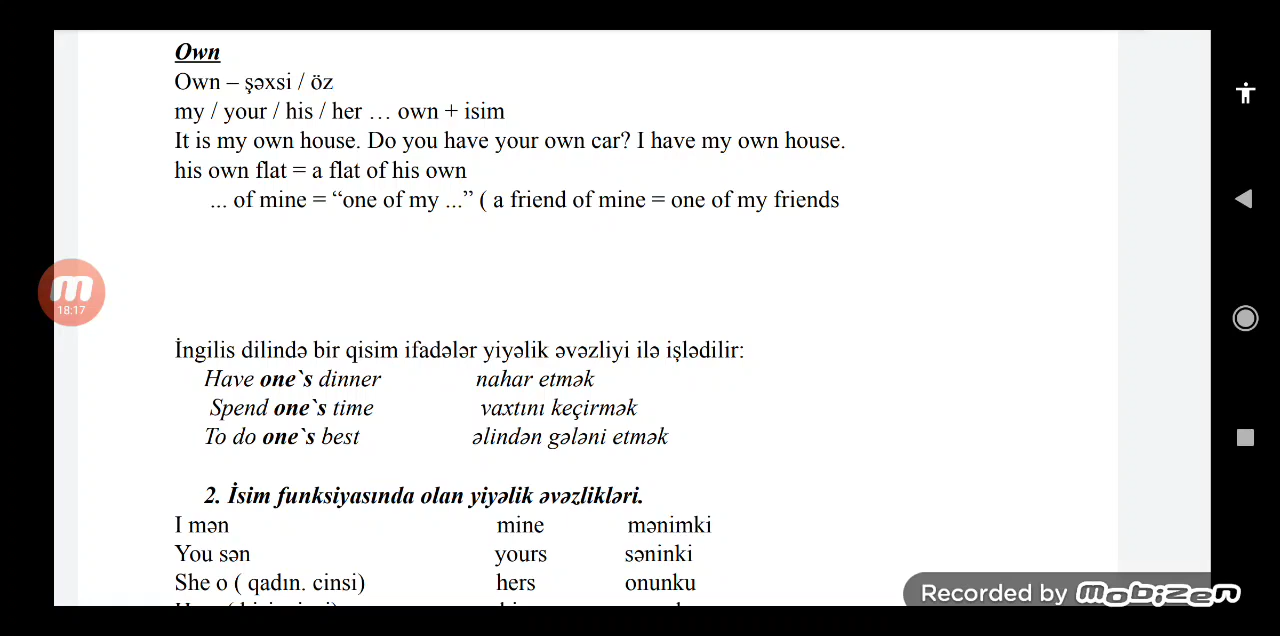 Own
Own – şəxsi / öz
my / your / his / her … own + isim
It is my own house. Do you have your own car? I have my own house.
his own flat = a flat of his own
... of mine = “one of my ...” ( a friend of mine = one of my friends
m
18:17
İngilis dilində bir qisim ifadələr yiyəlik əvəzliyi ilə işlədilir:
Have one`s dinner nahar etmək
Spend one`s time vaxtını keçirmək
To do one`s best əlindən gələni etmək
2. İsim funksiyasında olan yiyəlik əvəzlikləri.
I mən mine mənimki
You sən yours səninki
She o ( qadın. cinsi) hers onunku
Recorded by Mobizen